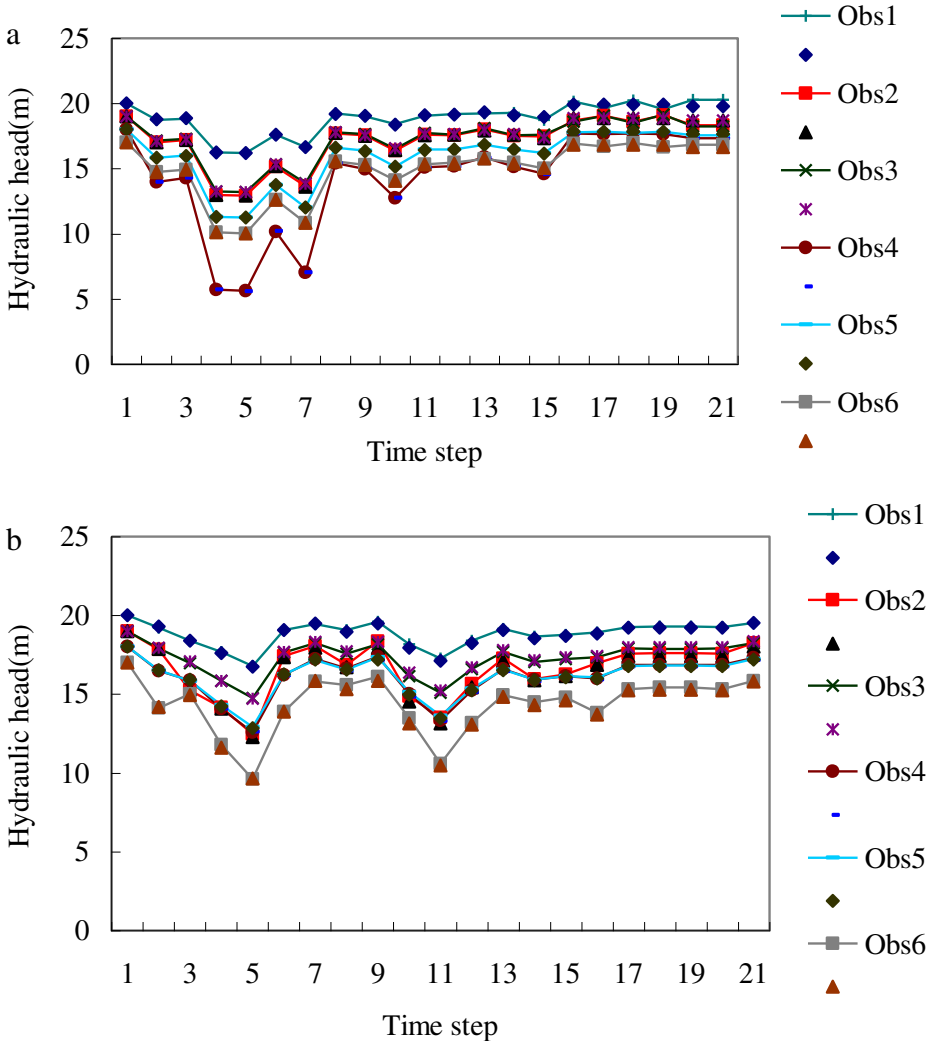 a
Hydraulic head(m)
25
20
15
10
5
0
1 3 5 7 9 11 13 15 17 19 21
Time step
Obs1
Obs2
Obs3
Obs4
Obs5
Obs6
b
Hydraulic head(m)
25
20
15
10
5
0
1 3 5 7 9 11 13 15 17 19 21
Time step
Obs1
Obs2
Obs3
Obs4
Obs5
Obs6